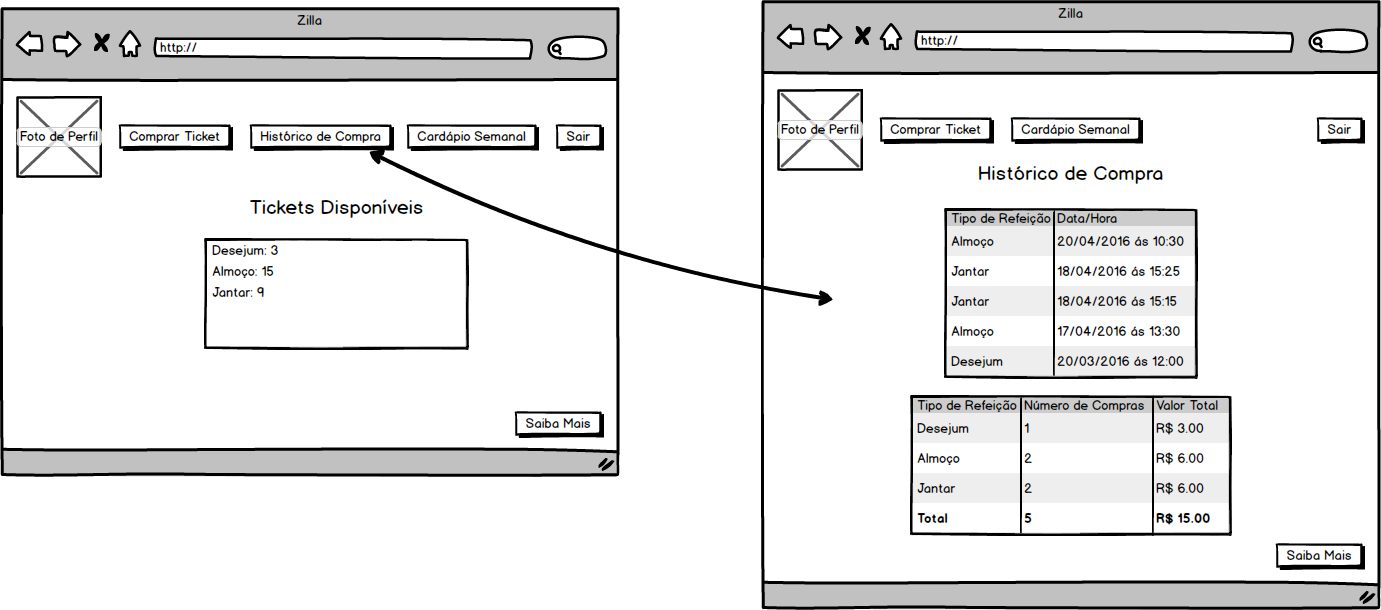 Zilla
http://
Foto de Perfil
Comprar Ticket
Histórico de Compra
Cardápio Semanal
Sair
Tickets Disponíveis
Desejum: 3
Almoço: 15
Jantar: 9
Saiba Mais
Zilla
http://
Foto de Perfil
Comprar Ticket
Cardápio Semanal
Sair
Histórico de Compra
Tipo de Refeição Data/Hora
Almoço 20/04/2016 ás 10:30
Jantar 18/04/2016 ás 15:25
Jantar 18/04/2016 ás 15:15
Almoço 17/04/2016 ás 13:30
Desejum 20/03/2016 ás 12:00
Tipo de Refeição Número de Compras Valor Total
Desejum 1 R$ 3.00
Almoço 2 R$ 6.00
Jantar 2 R$ 6.00
Total 5 R$ 15.00
Saiba Mais